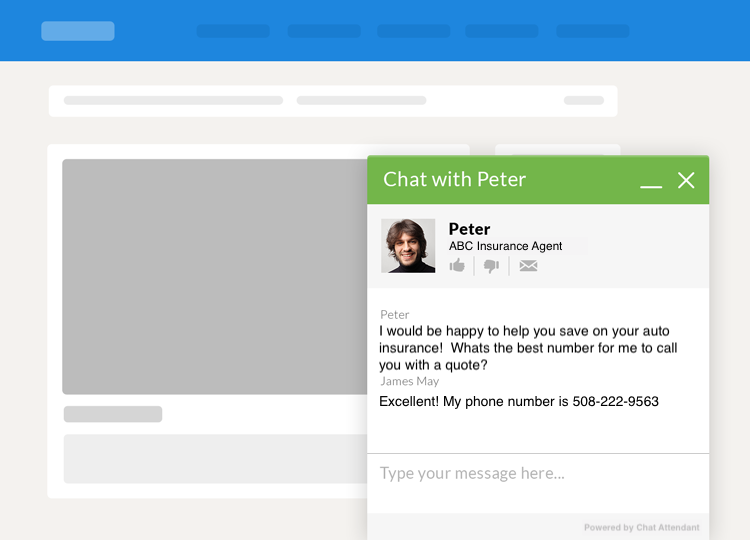 Chat with Peter
Peter
ABC Insurance Agent
Peter
I would be happy to help you save on your auto
insurance!  Whats the best number for me to call
you with a quote?
James May
Excellent! My phone number is 508-222-9563
Type your message here...
Powered by Chat Attendant